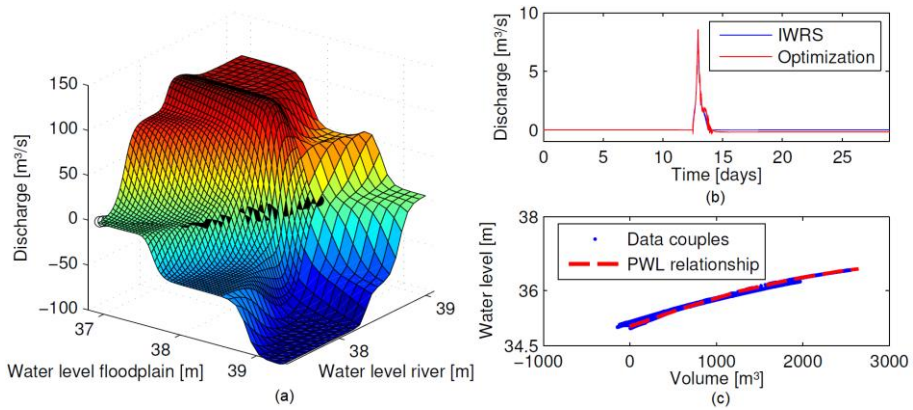 150
100
50
0
−50
−100
Discharge [m³/s]
37
38
39
Water level floodplain [m]
38
39
Water level river [m]
(a)
10
5
0
Discharge [m³/s]
IWRS
Optimization
0 5 10 15 20 25
Time [days]
(b)
38
36
34.5
Water level [m]
Data couples
PWL relationship
−1000 0 1000 2000 3000
Volume [m³]
(c)